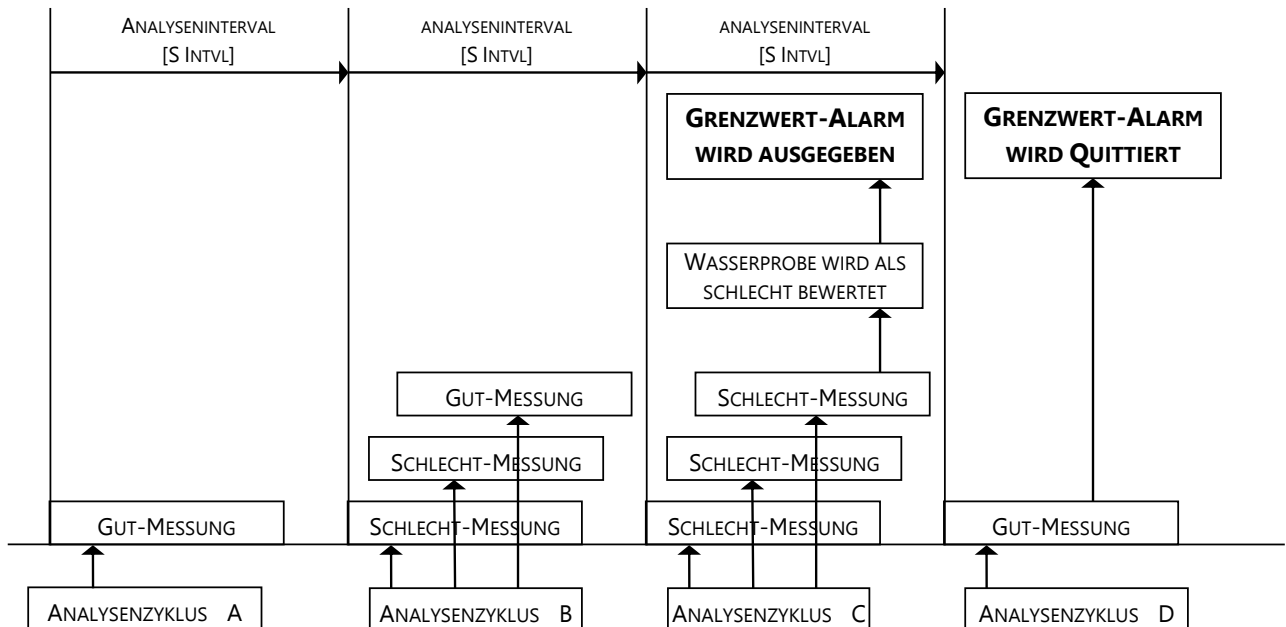 Analyseninterval
[S Intvl]
analyseninterval
[S Intvl]
analyseninterval
[S Intvl]
Grenzwert-Alarm
wird ausgegeben
Grenzwert-Alarm
wird Quittiert
Wasserprobe wird als
schlecht bewertet
Gut-Messung
Schlecht-Messung
Schlecht-Messung
Schlecht-Messung
Gut-Messung
Schlecht-Messung
Schlecht-Messung
Gut-Messung
Analysenzyklus A
Analysenzyklus B
Analysenzyklus C
Analysenzyklus D